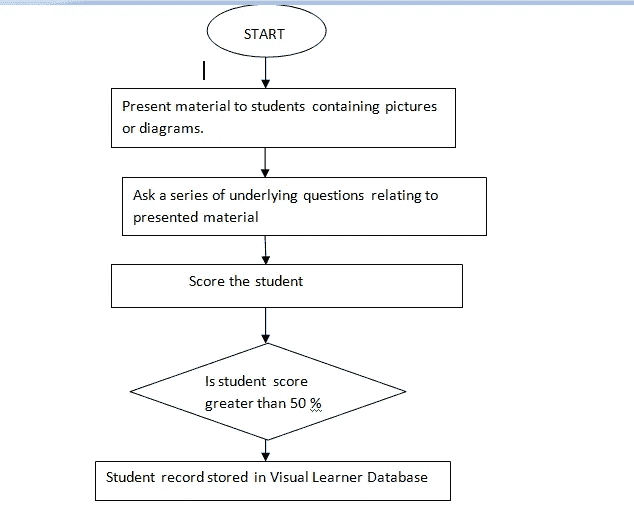 START
Present material to students containing pictures
or diagrams.
Ask a series of underlying questions relating to
presented material
Score the student
Is student score
greater than 50 %
Student record stored in Visual Learner Database